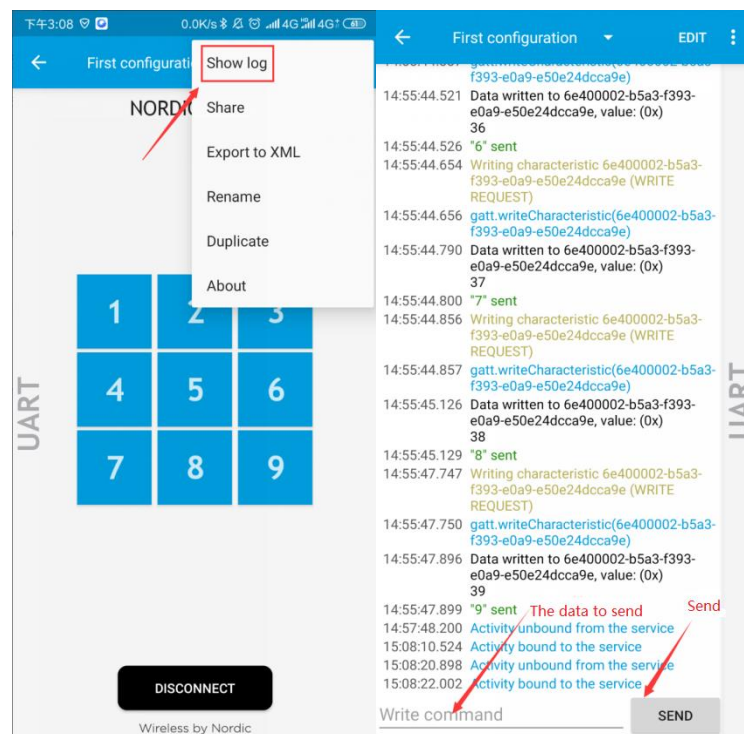 下午3:08 0.0K/s 4G 4G 61
First configurati
Show log
Share
Export to XML
Rename
Duplicate
About
NORDIC
1 2 3
4 5 6
7 8 9
UART
DISCONNECT
Wireless by Nordic
First configuration EDIT
f393-e0a9-e50e24dcca9e)
14:55:44.521 Data written to 6e400002-b5a3-f393-
e0a9-e50e24dcca9e, value: (0x)
36
14:55:44.526 "6" sent
14:55:44.654 Writing characteristic 6e400002-b5a3-
f393-e0a9-e50e24dcca9e (WRITE
REQUEST)
14:55:44.656 gatt.writeCharacteristic(6e400002-b5a3-
f393-e0a9-e50e24dcca9e)
14:55:44.790 Data written to 6e400002-b5a3-f393-
e0a9-e50e24dcca9e, value: (0x)
37
14:55:44.800 "7" sent
14:55:44.856 Writing characteristic 6e400002-b5a3-
f393-e0a9-e50e24dcca9e (WRITE
REQUEST)
14:55:44.857 gatt.writeCharacteristic(6e400002-b5a3-
f393-e0a9-e50e24dcca9e)
14:55:45.126 Data written to 6e400002-b5a3-f393-
e0a9-e50e24dcca9e, value: (0x)
38
14:55:45.129 "8" sent
14:55:47.747 Writing characteristic 6e400002-b5a3-
f393-e0a9-e50e24dcca9e (WRITE
REQUEST)
14:55:47.750 gatt.writeCharacteristic(6e400002-b5a3-
f393-e0a9-e50e24dcca9e)
14:55:47.896 Data written to 6e400002-b5a3-f393-
e0a9-e50e24dcca9e, value: (0x)
39
14:55:47.899 "9" sent
The data to send
Send
14:57:48.200 Activity unbound from the service
15:08:10.524 Activity bound to the service
15:08:20.898 Activity unbound from the service
15:08:22.002 Activity bound to the service
Write command SEND
UART